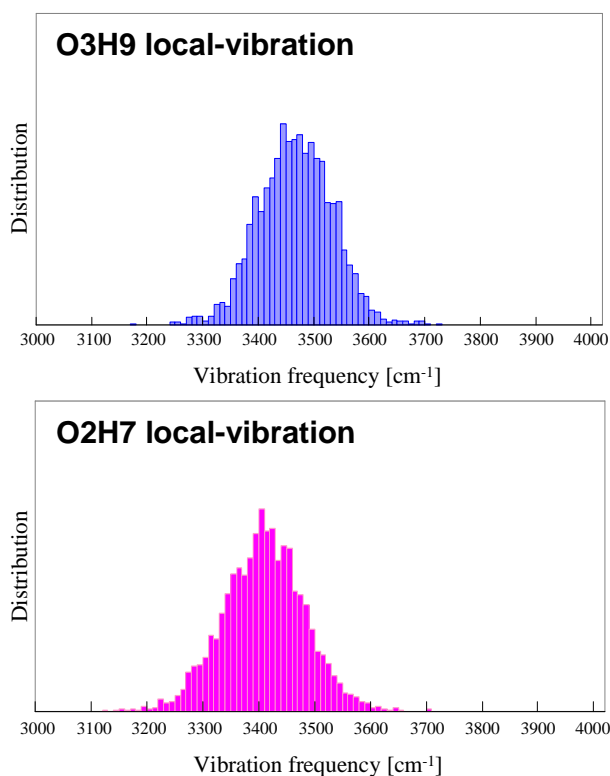 O3H9 local-vibration
Distribution
3000 3100 3200 3300 3400 3500 3600 3700 3800 3900 4000
Vibration frequency [cm⁻¹]
O2H7 local-vibration
Distribution
3000 3100 3200 3300 3400 3500 3600 3700 3800 3900 4000
Vibration frequency [cm⁻¹]